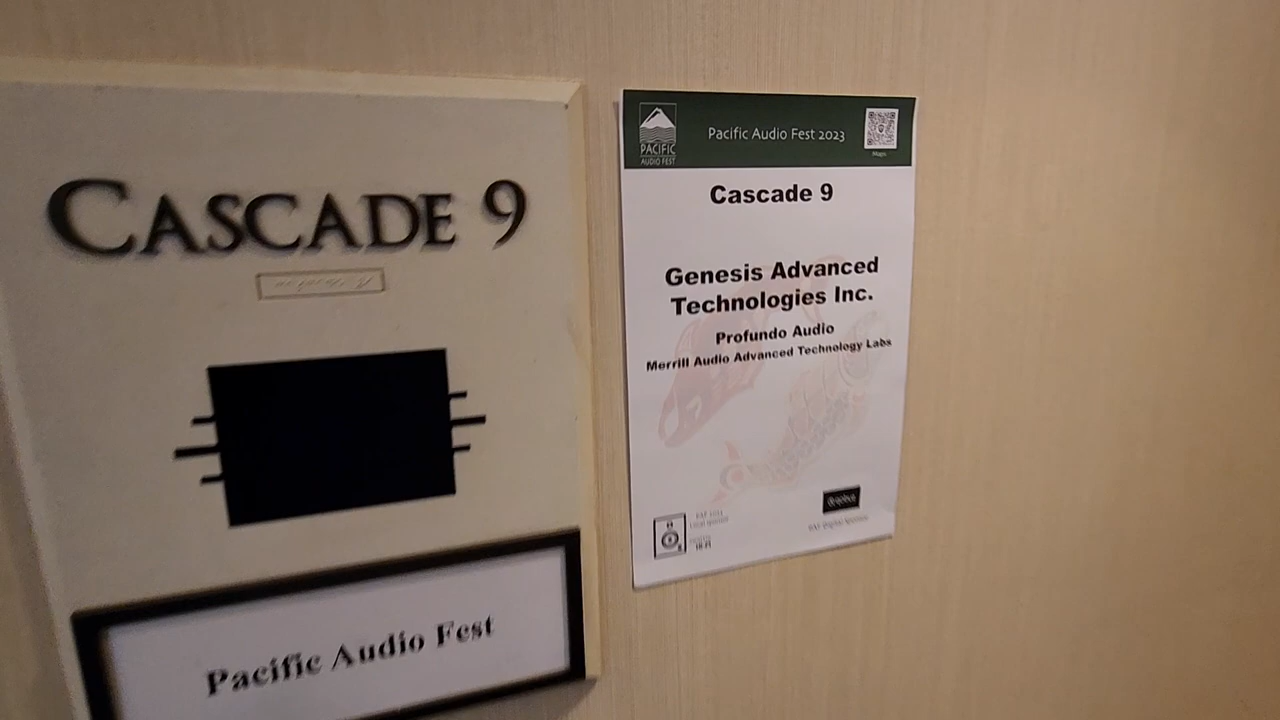 CASCADE 9
Pacific Audio Fest
PACIFIC
AUDIO FEST
Pacific Audio Fest 2023
Maps
Cascade 9
Genesis Advanced
Technologies Inc.
Profundo Audio
Merrill Audio Advanced Technology Labs